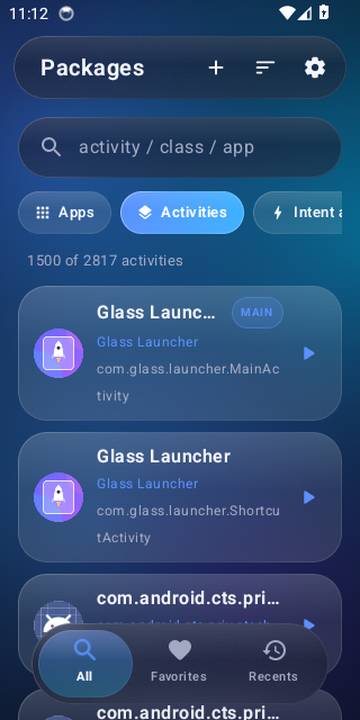 11:12
Packages
activity / class / app
Apps
Activities
Intent a
1500 of 2817 activities
Glass Launc...
MAIN
Glass Launcher
com.glass.launcher.MainAc
tivity
Glass Launcher
Glass Launcher
com.glass.launcher.Shortcu
tActivity
com.android.cts.pri...
All
Favorites
Recents
com.android.cts.pri...